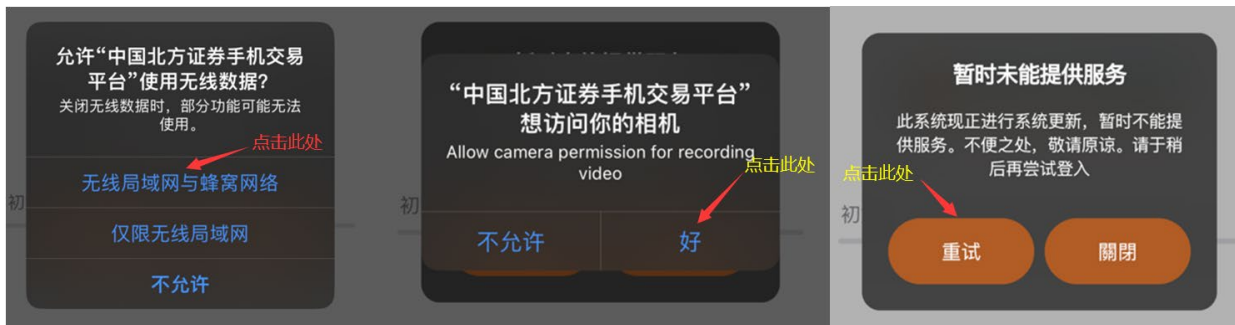 允许“中国北方证券手机交易
平台”使用无线数据?
关闭无线数据时，部分功能可能无法
使用。
点击此处
无线局域网与蜂窝网络
初
仅限无线局域网
不允许
“中国北方证券手机交易平台”
想访问你的相机
Allow camera permission for recording
video
点击此处
初
不允许
好
暂时未能提供服务
此系统现正进行系统更新，暂时不能提
供服务。不便之处，敬请原谅。请于稍
后再尝试登入
点击此处
初
重试
關閉